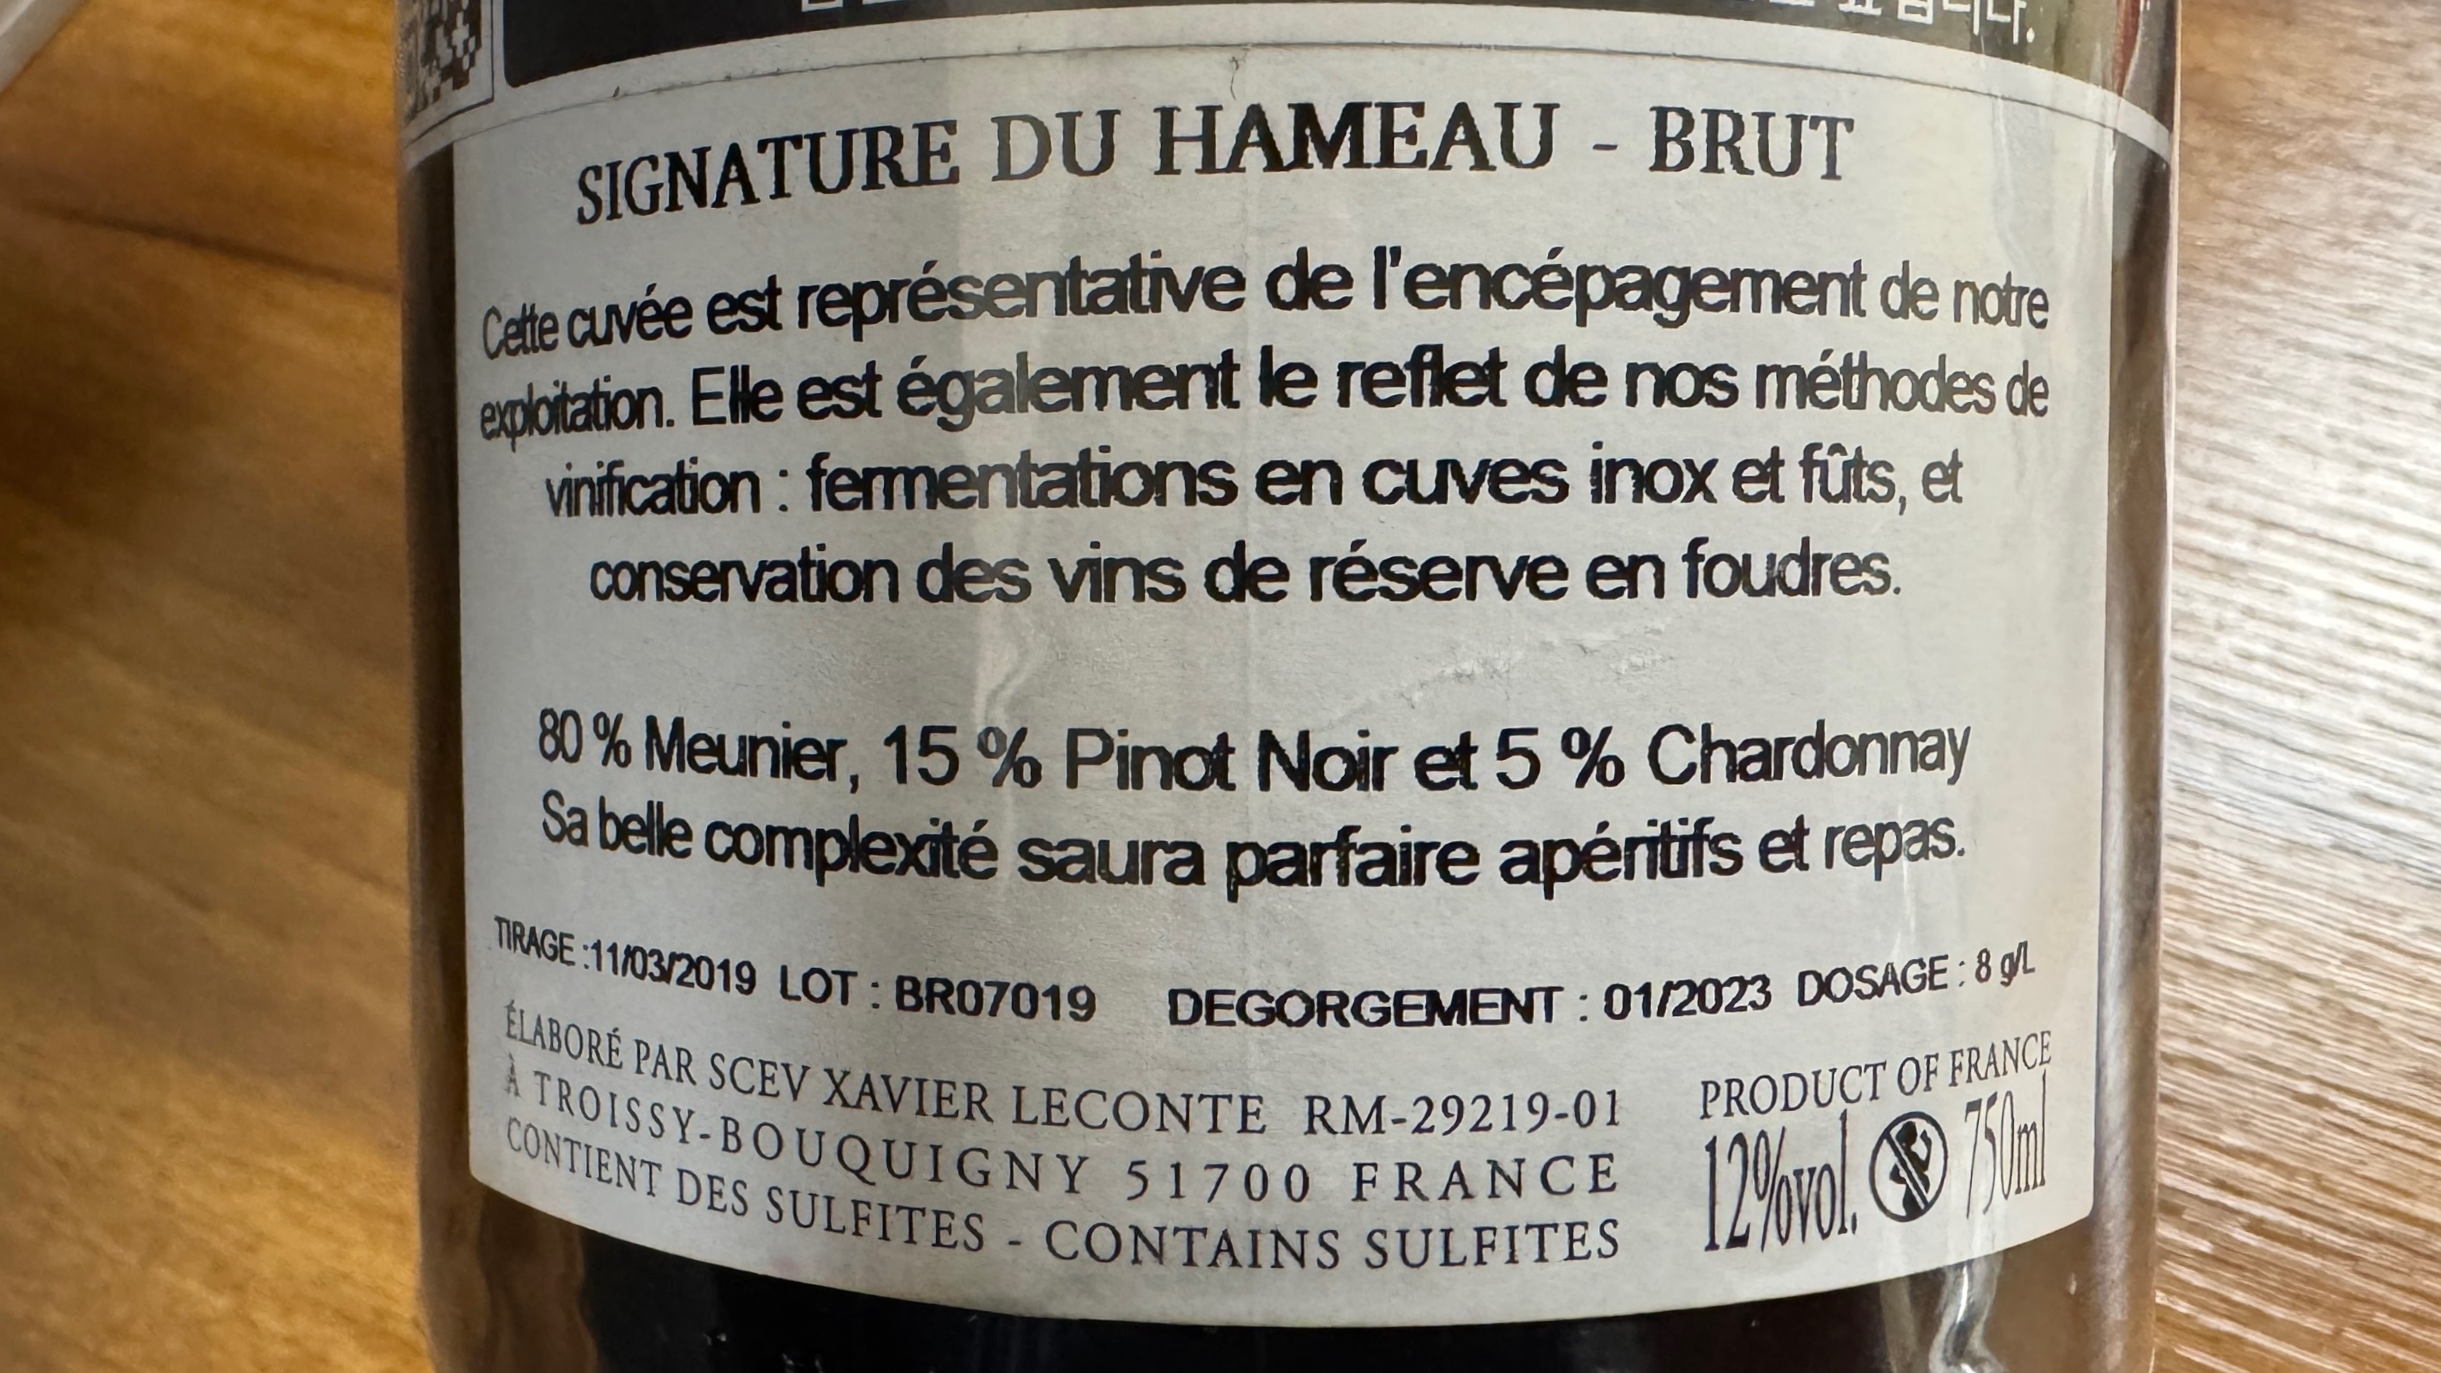 SIGNATURE DU HAMEAU - BRUT
Cette cuvée est représentative de l'encépagement de notre
exploitation. Elle est également le reflet de nos méthodes de
vinification : fermentations en cuves inox et fûts, et
conservation des vins de réserve en foudres.
80 % Meunier, 15 % Pinot Noir et 5 % Chardonnay
Sa belle complexité saura parfaire apéritifs et repas.
TIRAGE :11/03/2019 LOT : BR07019 DEGORGEMENT : 01/2023 DOSAGE : 8 g/L
ÉLABORÉ PAR SCEV XAVIER LECONTE RM-29219-01
À TROISSY-BOUQUIGNY 51700 FRANCE
CONTIENT DES SULFITES - CONTAINS SULFITES
PRODUCT OF FRANCE
12%vol. 750ml